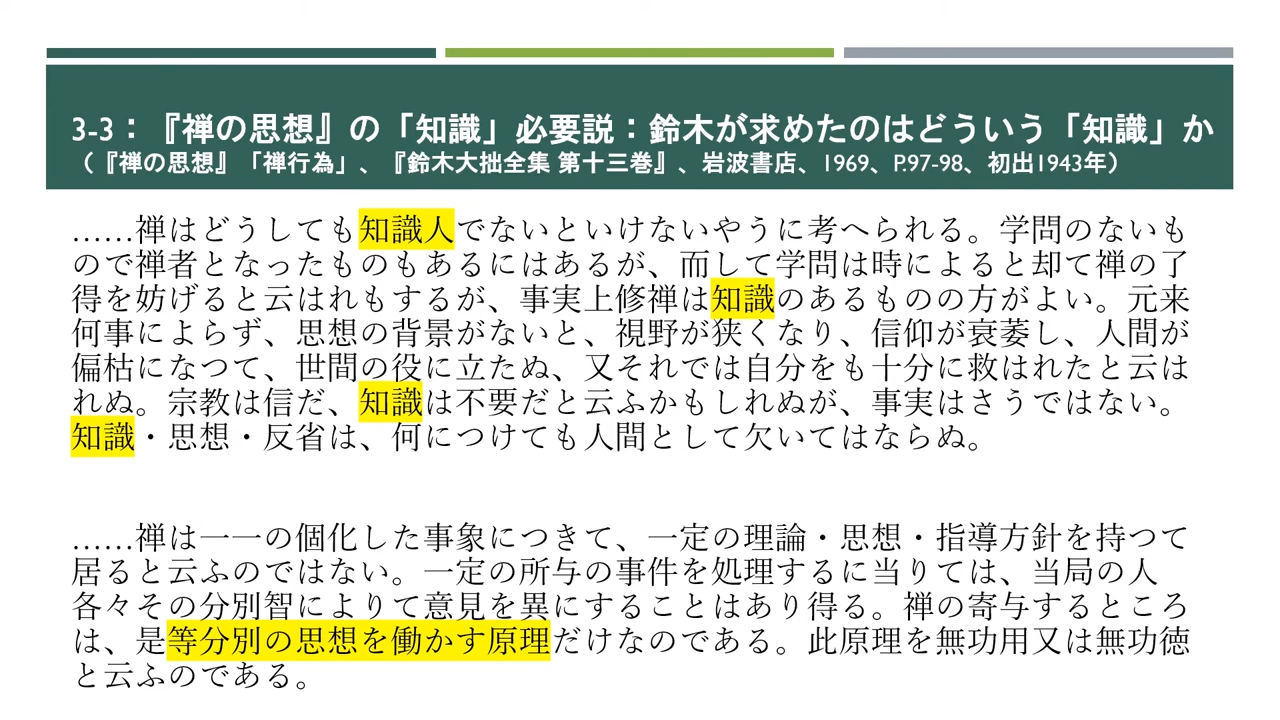 3-3：『禅の思想』の「知識」必要説：鈴木が求めたのはどういう「知識」か
（『禅の思想』「禅行為」、『鈴木大拙全集 第十三巻』、岩波書店、1969、P.97-98、初出1943年）
……禅はどうしても知識人でないといけないやうに考へられる。学問のないも
ので禅者となったものもあるにはあるが、而して学問は時によると却て禅の了
得を妨げると云はれもするが、事実上修禅は知識のあるものの方がよい。元来
何事によらず、思想の背景がないと、視野が狭くなり、信仰が衰萎し、人間が
偏枯になつて、世間の役に立たぬ、又それでは自分をも十分に救はれたと云は
れぬ。宗教は信だ、知識は不要だと云ふかもしれぬが、事実はさうではない。
知識・思想・反省は、何につけても人間として欠いてはならぬ。
……禅は一一の個化した事象につきて、一定の理論・思想・指導方針を持つて
居ると云ふのではない。一定の所与の事件を処理するに当りては、当局の人
各々その分別智によりて意見を異にすることはあり得る。禅の寄与するところ
は、是等分別の思想を働かす原理だけなのである。此原理を無功用又は無功徳
と云ふのである。